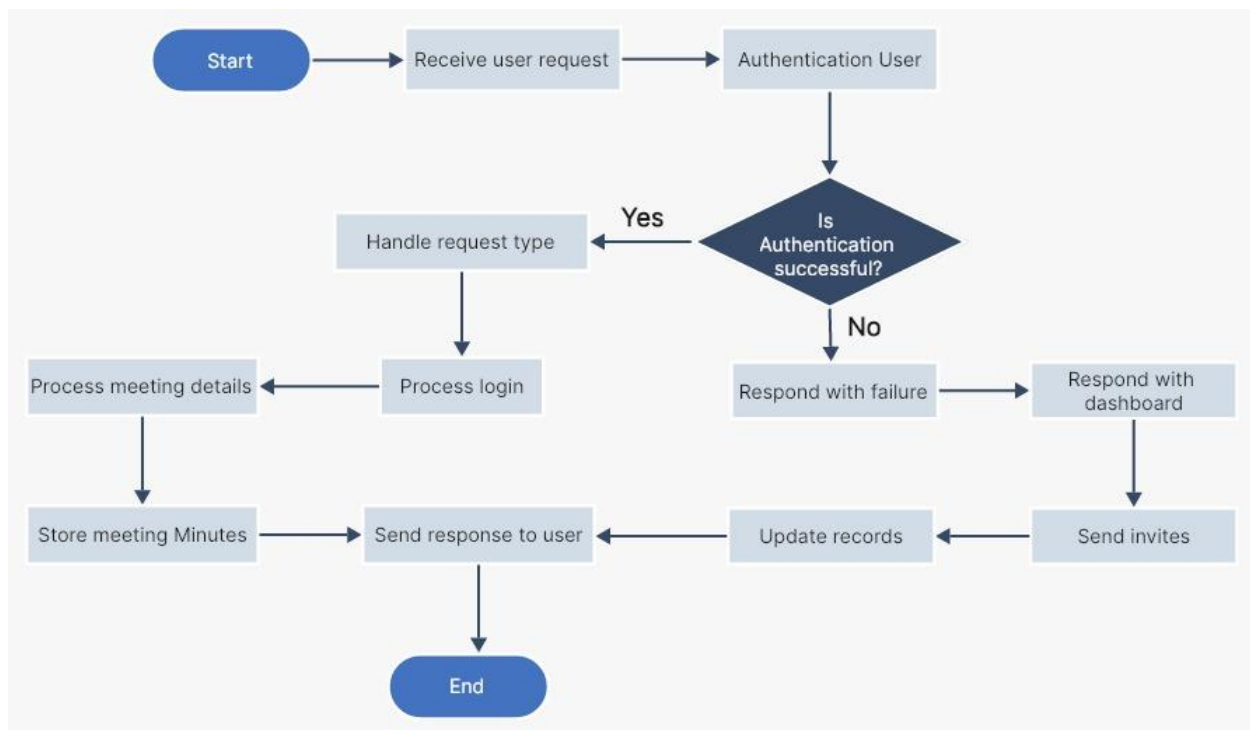 Start
Receive user request
Authentication User
Is
Authentication
successful?
Yes
Handle request type
No
Process meeting details
Process login
Respond with failure
Respond with
dashboard
Store meeting Minutes
Send response to user
Update records
Send invites
End